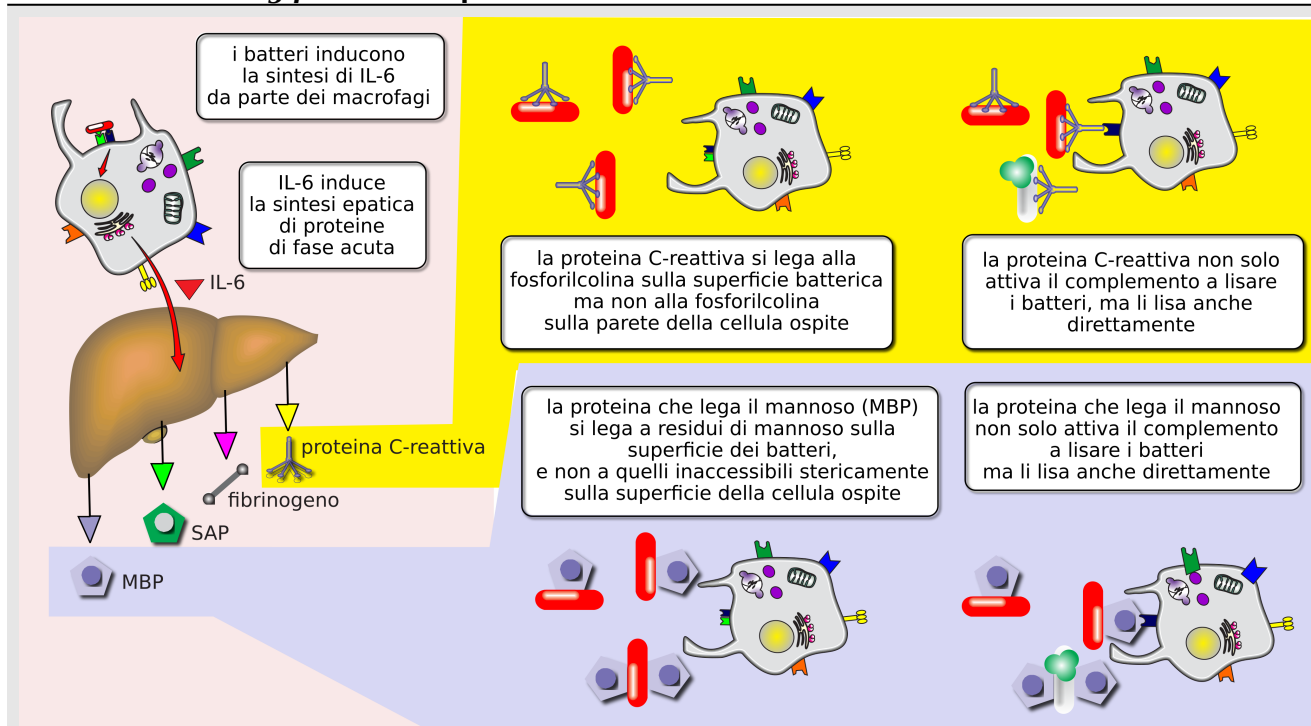 i batteri inducono
la sintesi di IL-6
da parte dei macrofagi
IL-6 induce
la sintesi epatica
di proteine
di fase acuta
IL-6
proteina C-reattiva
fibrinogeno
SAP
MBP
la proteina C-reattiva si lega alla
fosforilcolina sulla superficie batterica
ma non alla fosforilcolina
sulla parete della cellula ospite
la proteina C-reattiva non solo
attiva il complemento a lisare
i batteri, ma li lisa anche
direttamente
la proteina che lega il mannoso (MBP)
si lega a residui di mannoso sulla
superficie dei batteri,
e non a quelli inaccessibili stericamente
sulla superficie della cellula ospite
la proteina che lega il mannoso
non solo attiva il complemento
a lisare i batteri
ma li lisa anche direttamente